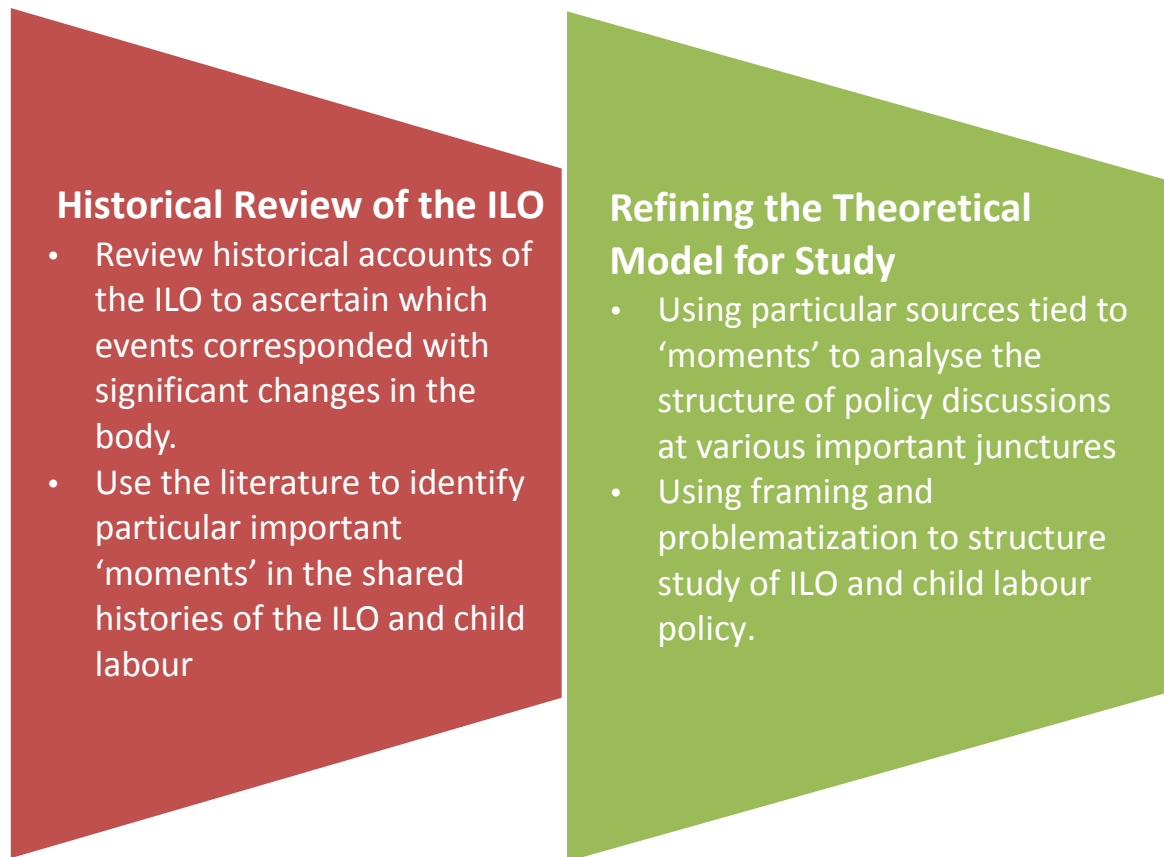 Historical Review of the ILO
• Review historical accounts of
the ILO to ascertain which
events corresponded with
significant changes in the
body.
• Use the literature to identify
particular important
‘moments’ in the shared
histories of the ILO and child
labour
Refining the Theoretical
Model for Study
• Using particular sources tied to
‘moments’ to analyse the
structure of policy discussions
at various important junctures
• Using framing and
problematization to structure
study of ILO and child labour
policy.